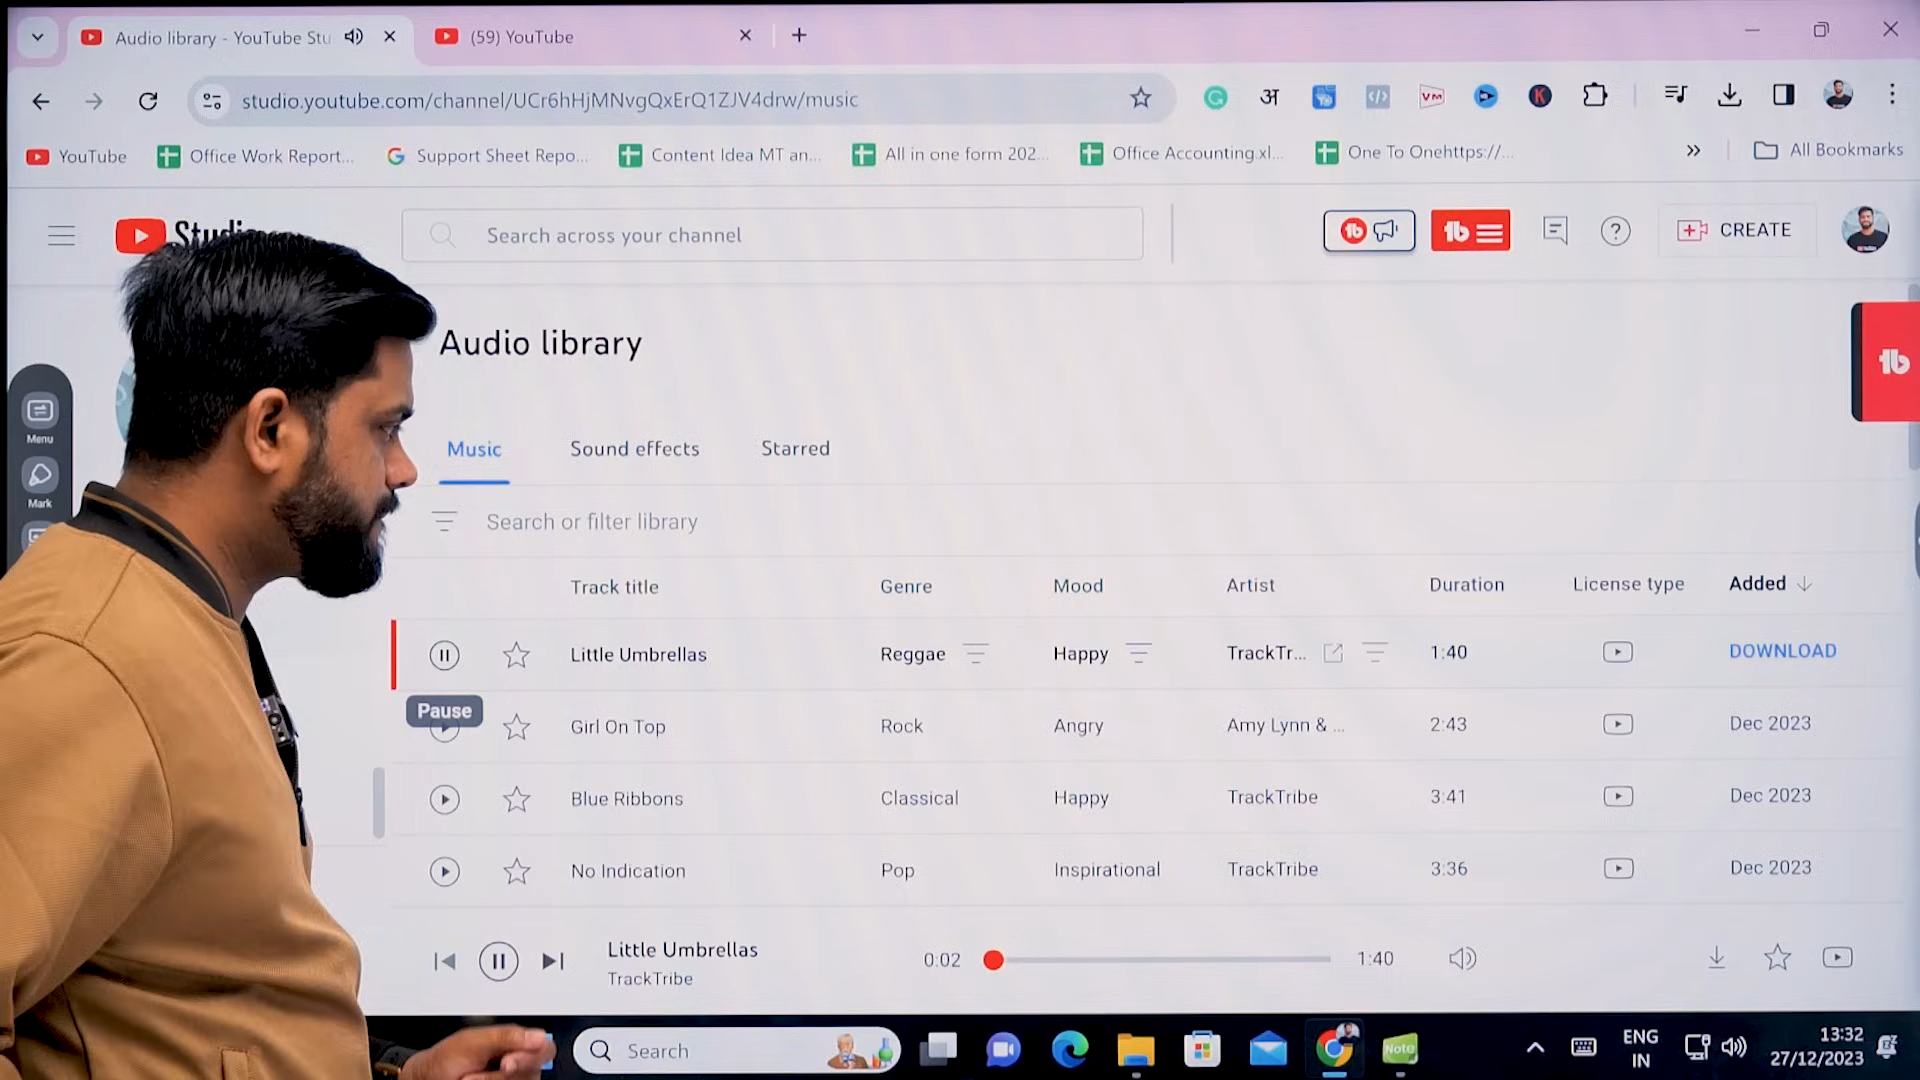 Audio library - YouTube Stu
(59) YouTube
studio.youtube.com/channel/UCr6hHjMNvgQxErQ1ZJV4drw/music
अ
VM
K
YouTube
Office Work Report...
Support Sheet Repo...
Content Idea MT an...
All in one form 202...
Office Accounting.xl...
One To Onehttps://...
All Bookmarks
Studio
Search across your channel
CREATE
Audio library
Menu
Mark
Music
Sound effects
Starred
Search or filter library
Track title
Genre
Mood
Artist
Duration
License type
Added
Little Umbrellas
Reggae
Happy
TrackTr...
1:40
DOWNLOAD
Pause
Girl On Top
Rock
Angry
Amy Lynn & ...
2:43
Dec 2023
Blue Ribbons
Classical
Happy
TrackTribe
3:41
Dec 2023
No Indication
Pop
Inspirational
TrackTribe
3:36
Dec 2023
Little Umbrellas
TrackTribe
0:02
1:40
Search
Note
ENG
IN
13:32
27/12/2023